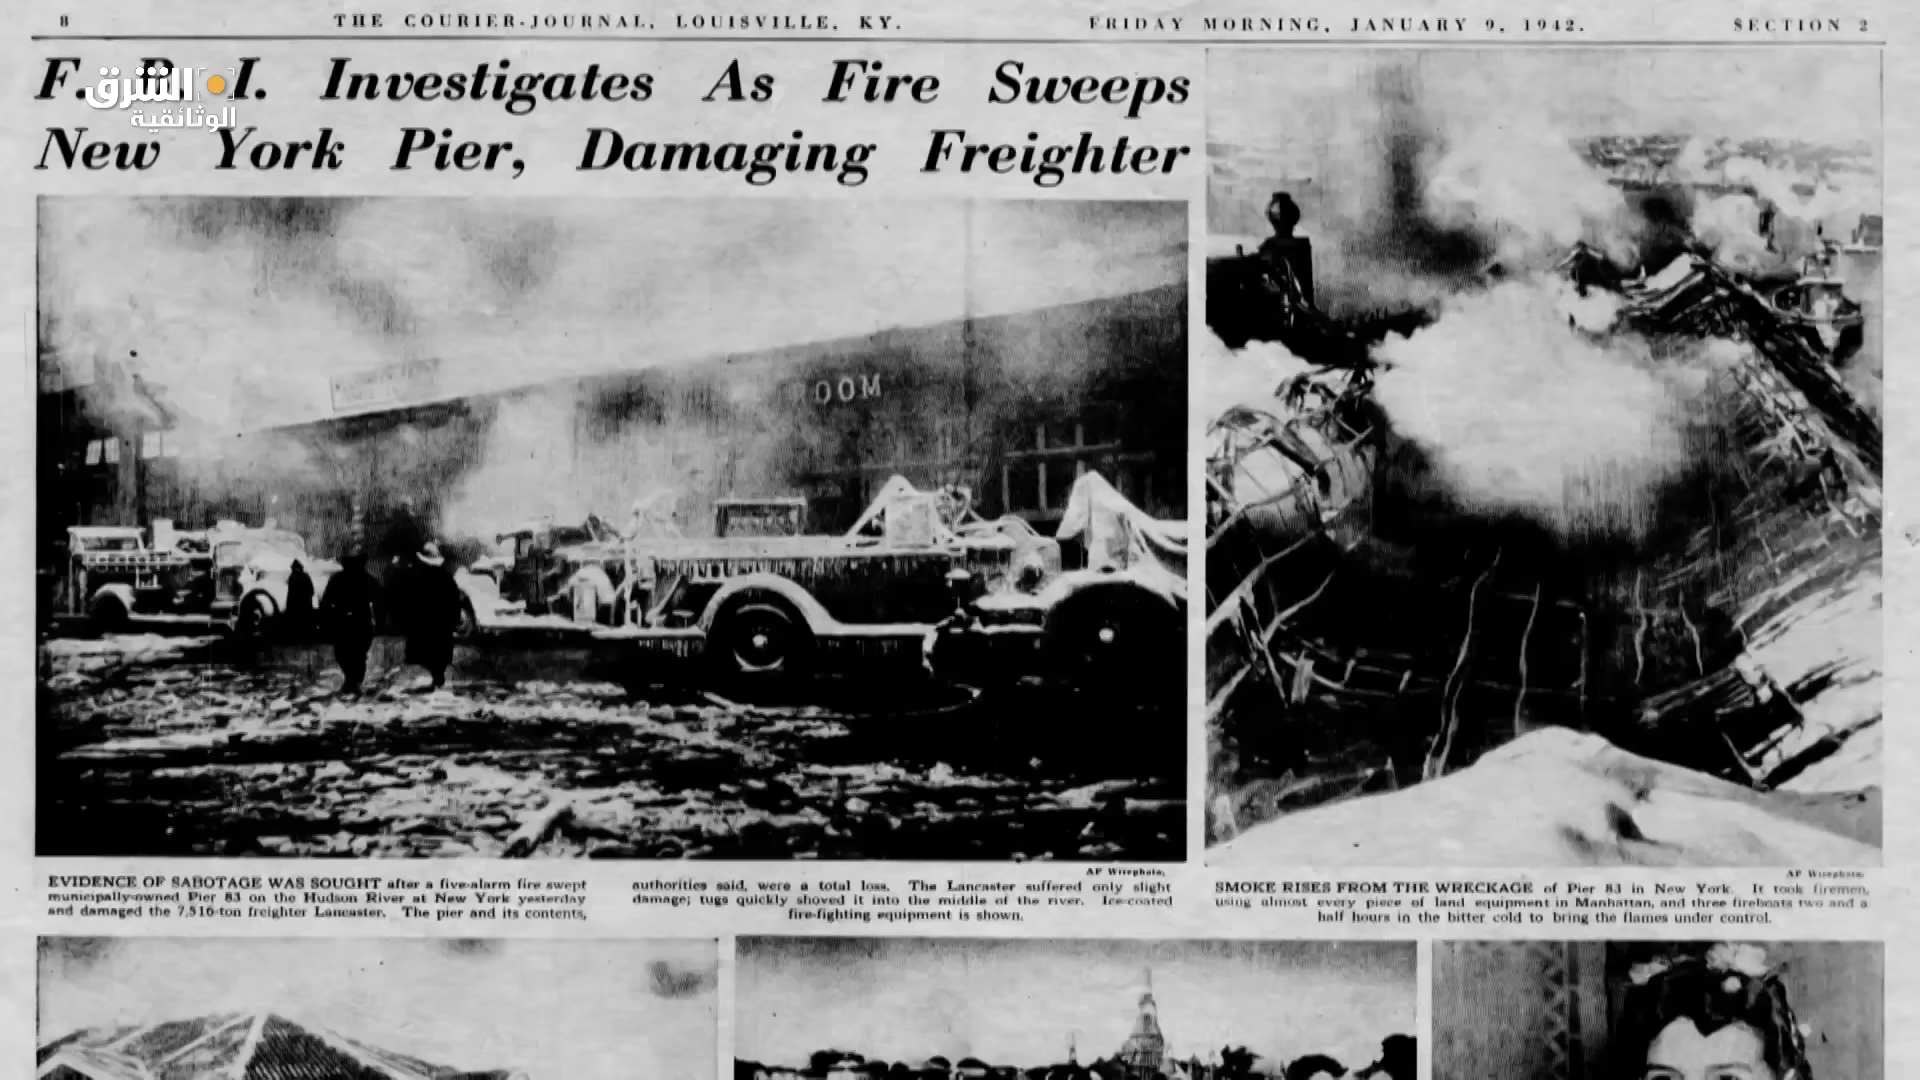 8 THE COURIER-JOURNAL, LOUISVILLE, KY. FRIDAY MORNING, JANUARY 9, 1942. SECTION 2
F. B. I. Investigates As Fire Sweeps
New York Pier, Damaging Freighter
الشرق
الوثائقية
OOM
AP Wirephoto.
EVIDENCE OF SABOTAGE WAS SOUGHT after a five-alarm fire swept
municipally-owned Pier 83 on the Hudson River at New York yesterday
and damaged the 7,516-ton freighter Lancaster. The pier and its contents,
authorities said, were a total loss. The Lancaster suffered only slight
damage; tugs quickly shoved it into the middle of the river. Ice-coated
fire-fighting equipment is shown.
AP Wirephoto.
SMOKE RISES FROM THE WRECKAGE of Pier 83 in New York. It took firemen,
using almost every piece of land equipment in Manhattan, and three fireboats two and a
half hours in the bitter cold to bring the flames under control.